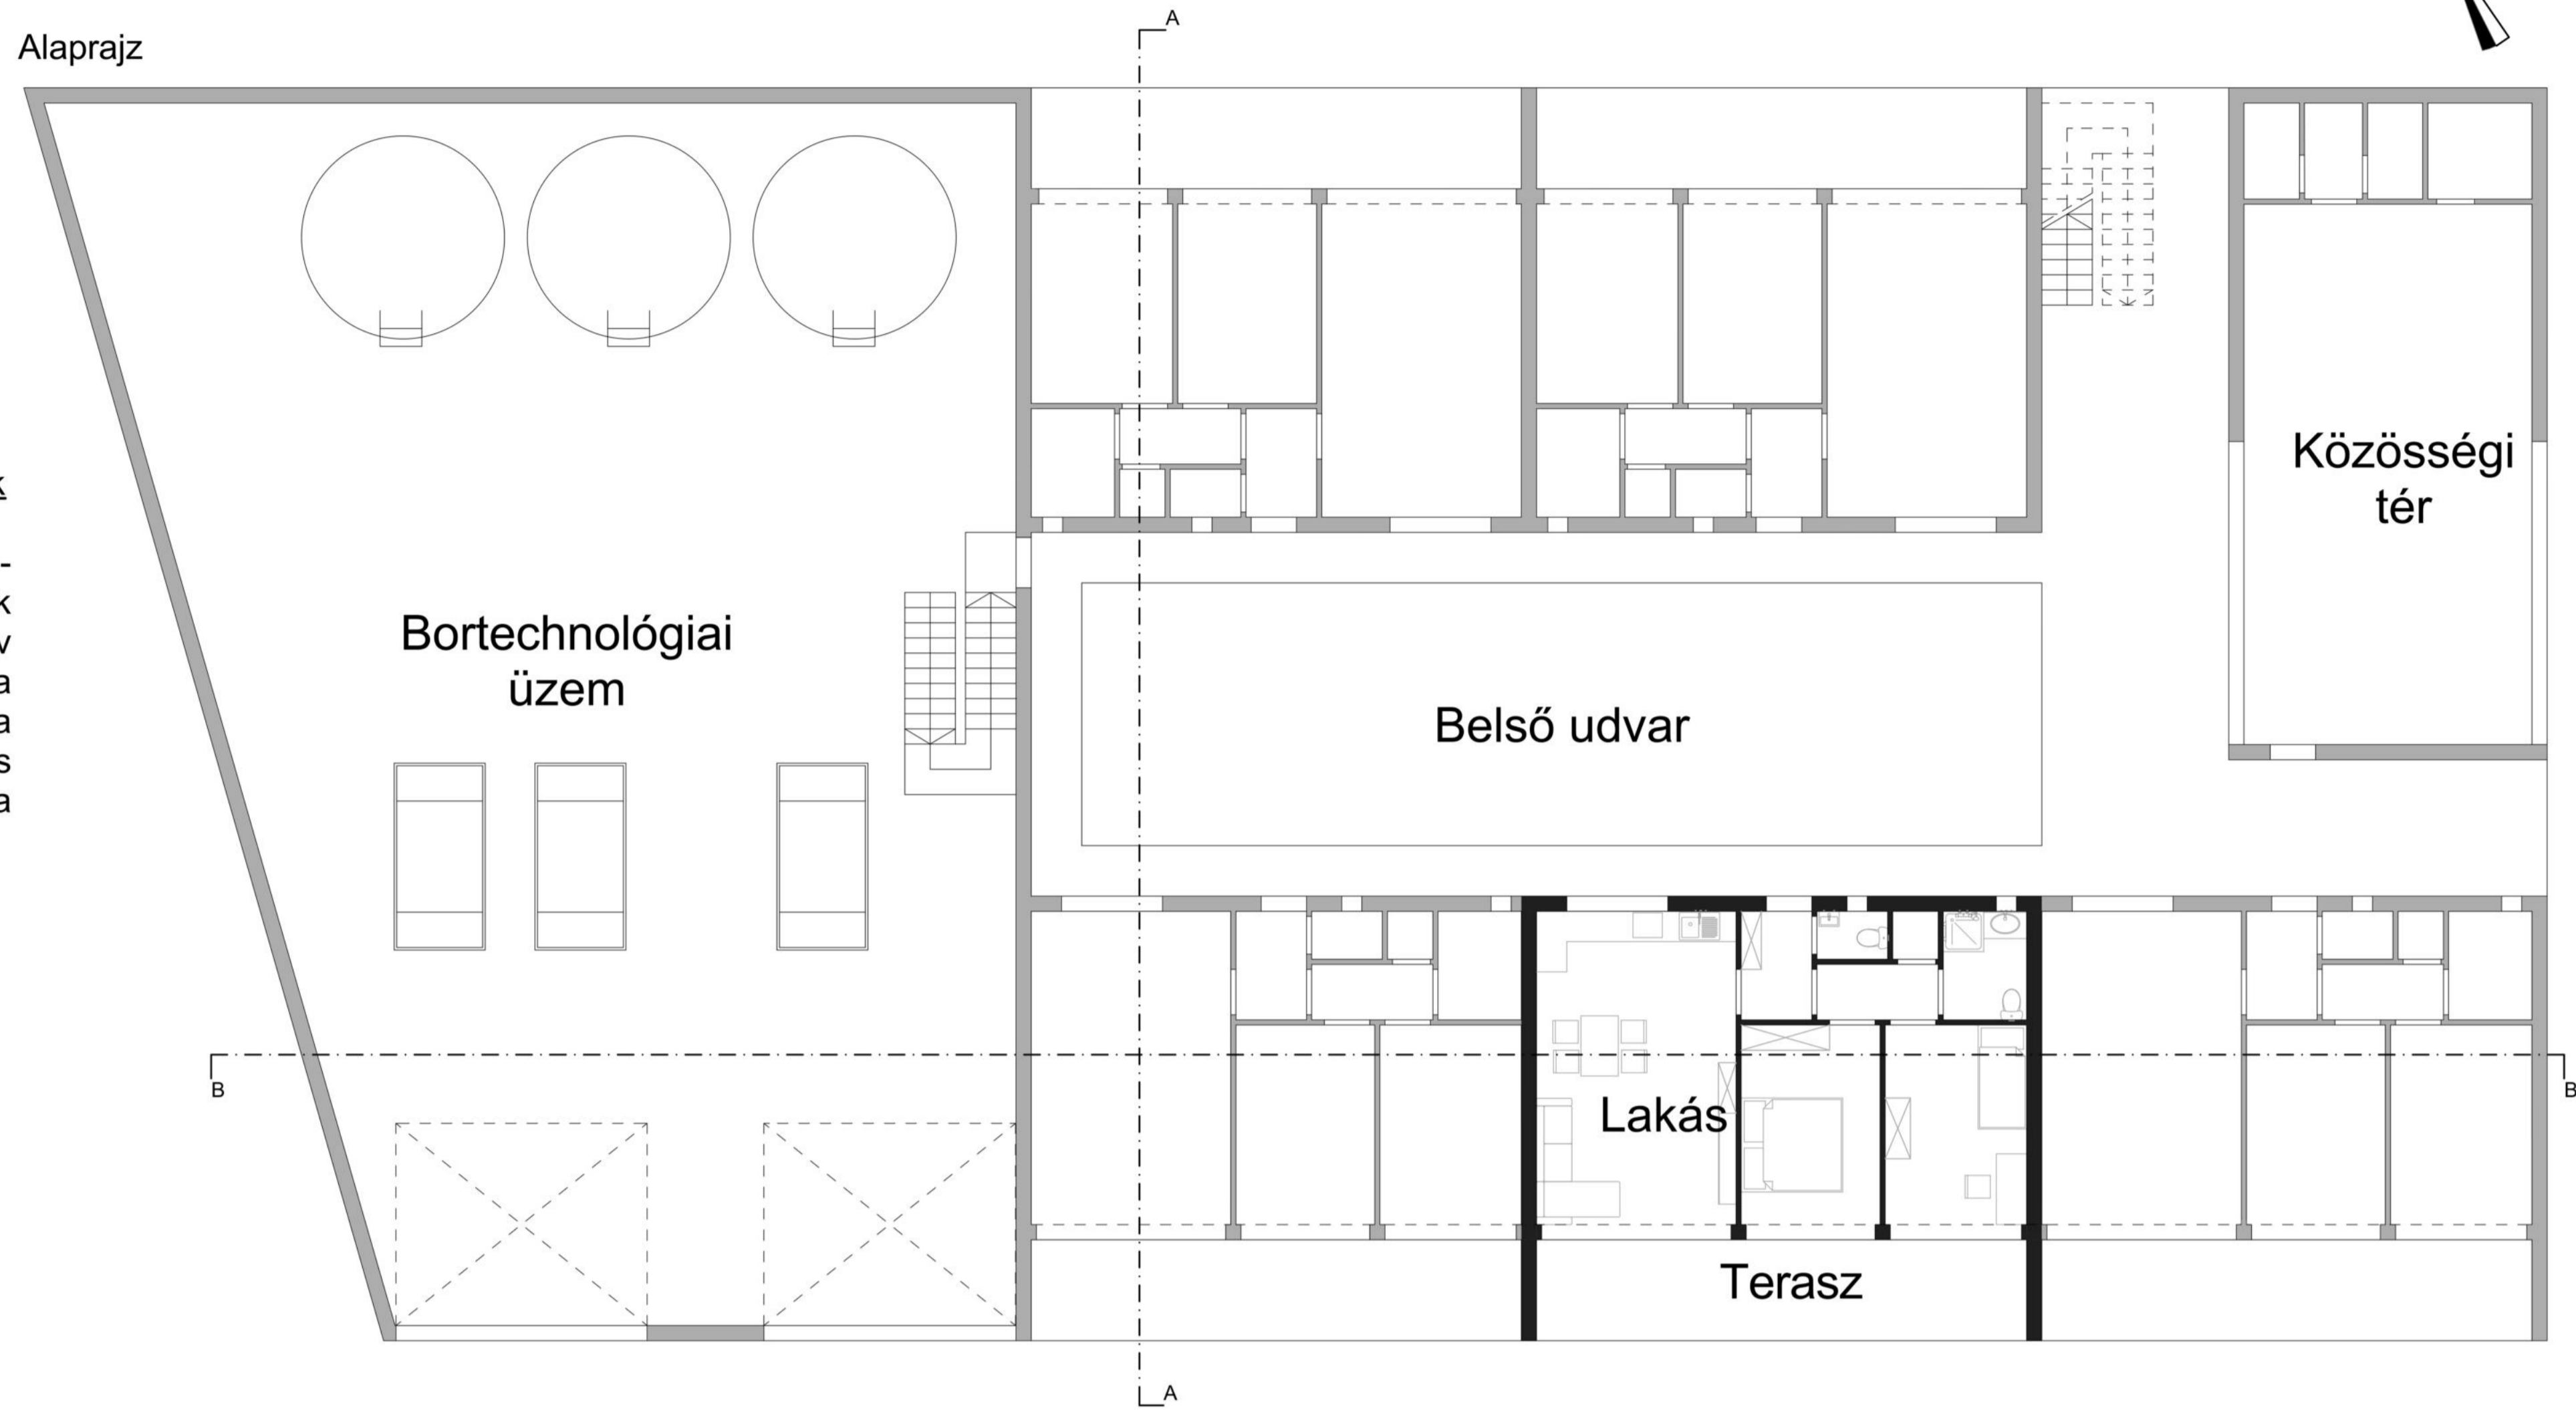 A
Alaprajz
k
-
k
v
a
a
s
a
Közösségi
tér
Bortechnológiai
üzem
Belső udvar
B
B
Lakás
Terasz
A